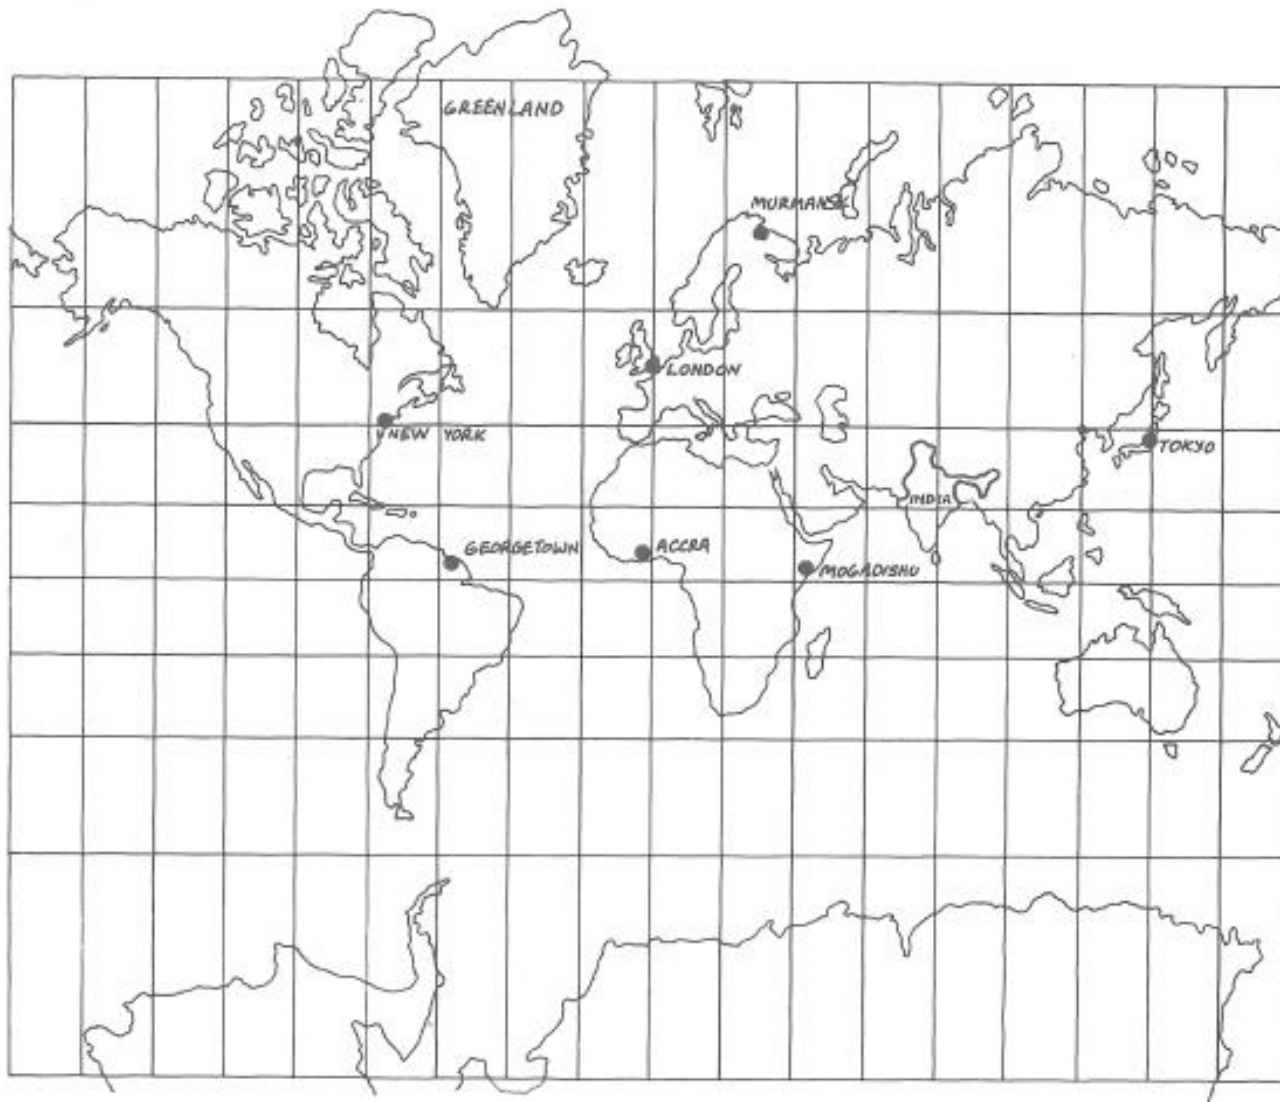 GREENLAND
MURMANSK
LONDON
NEW YORK
TOKYO
INDIA
GEORGETOWN
ACCRA
MOGADISHU